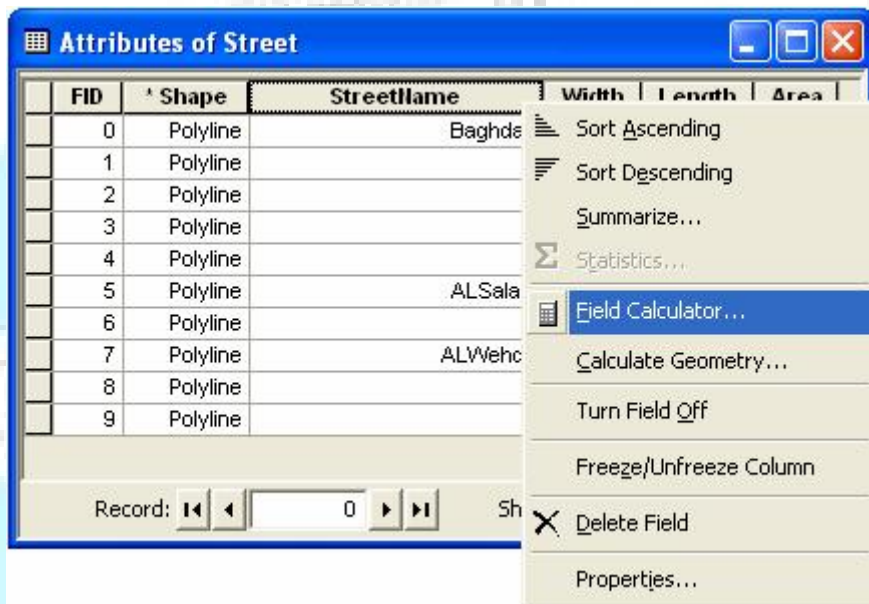 Attributes of Street
FID * Shape StreetName Width Length Area
0 Polyline Baghda
1 Polyline
2 Polyline
3 Polyline
4 Polyline
5 Polyline ALSala
6 Polyline
7 Polyline ALWehd
8 Polyline
9 Polyline
Record: 0 Sh
Sort Ascending
Sort Descending
Summarize...
Statistics...
Field Calculator...
Calculate Geometry...
Turn Field Off
Freeze/Unfreeze Column
Delete Field
Properties...